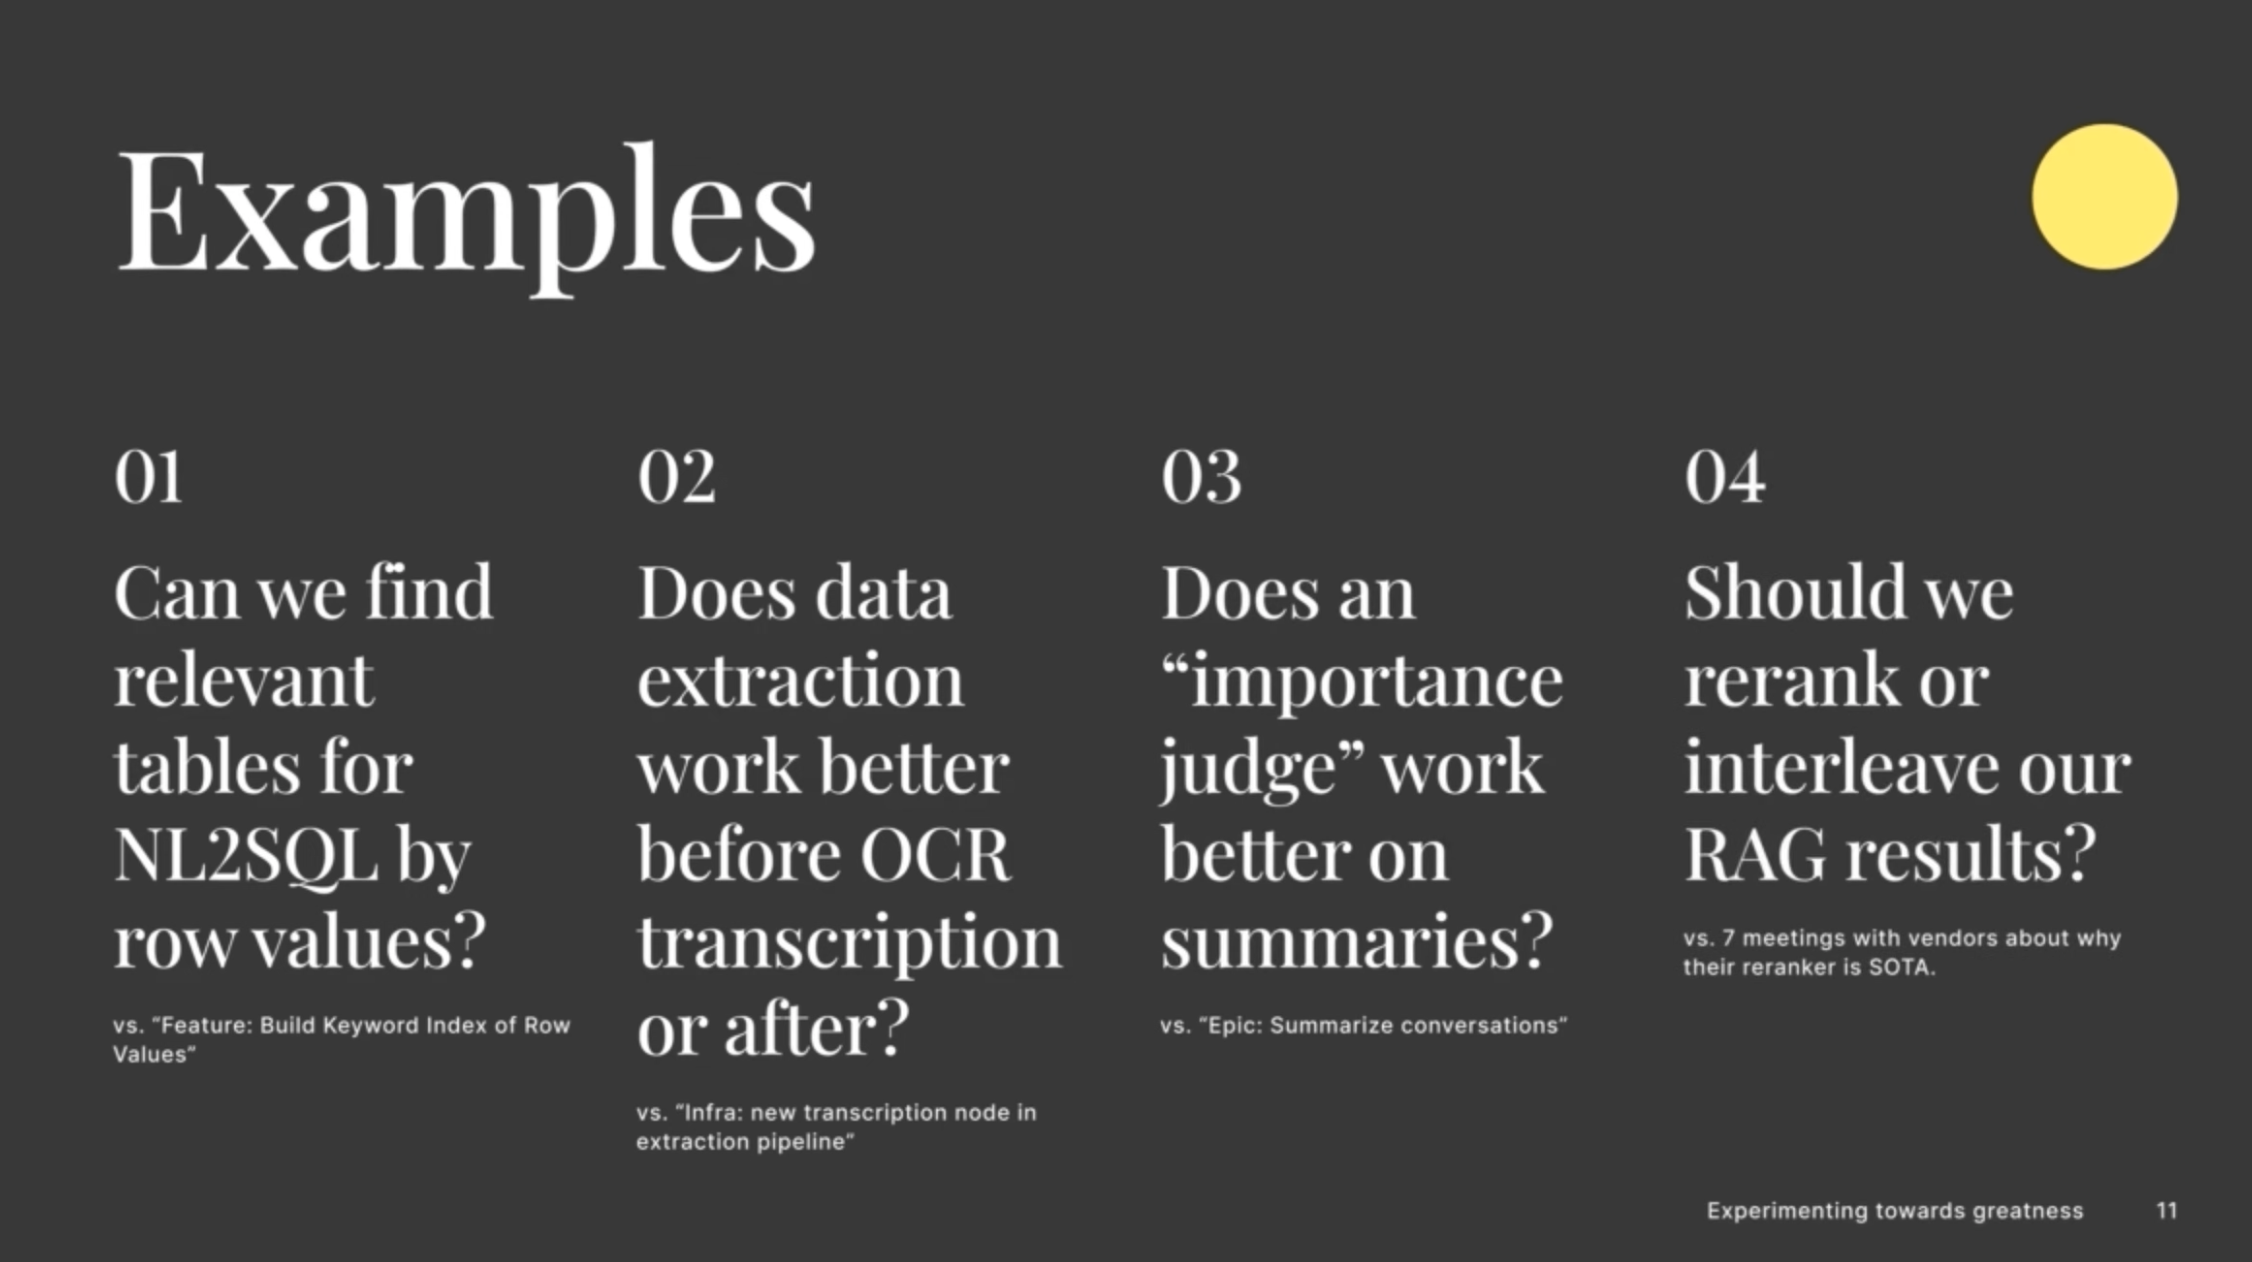 Examples
01
Can we find
relevant
tables for
NL2SQL by
row values?
vs. “Feature: Build Keyword Index of Row
Values”
02
Does data
extraction
work better
before OCR
transcription
or after?
vs. “Infra: new transcription node in
extraction pipeline”
03
Does an
“importance
judge” work
better on
summaries?
vs. “Epic: Summarize conversations”
04
Should we
rerank or
interleave our
RAG results?
vs. 7 meetings with vendors about why
their reranker is SOTA.
Experimenting towards greatness 11